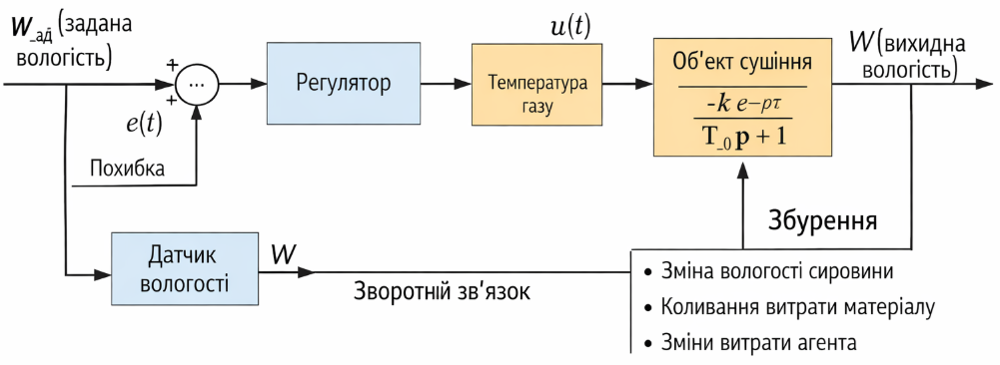 W_ад (задана
вологість)
+
+
...
e(t)
Похибка
Регулятор
u(t)
Температура
газу
Об'єкт сушіння
-k e−pτ
T_0 p + 1
W (вихидна
вологість)
Датчик
вологості
W
Зворотній зв'язок
Збурення
• Зміна вологості сировини
• Коливання витрати матеріалу
• Зміни витрати агента